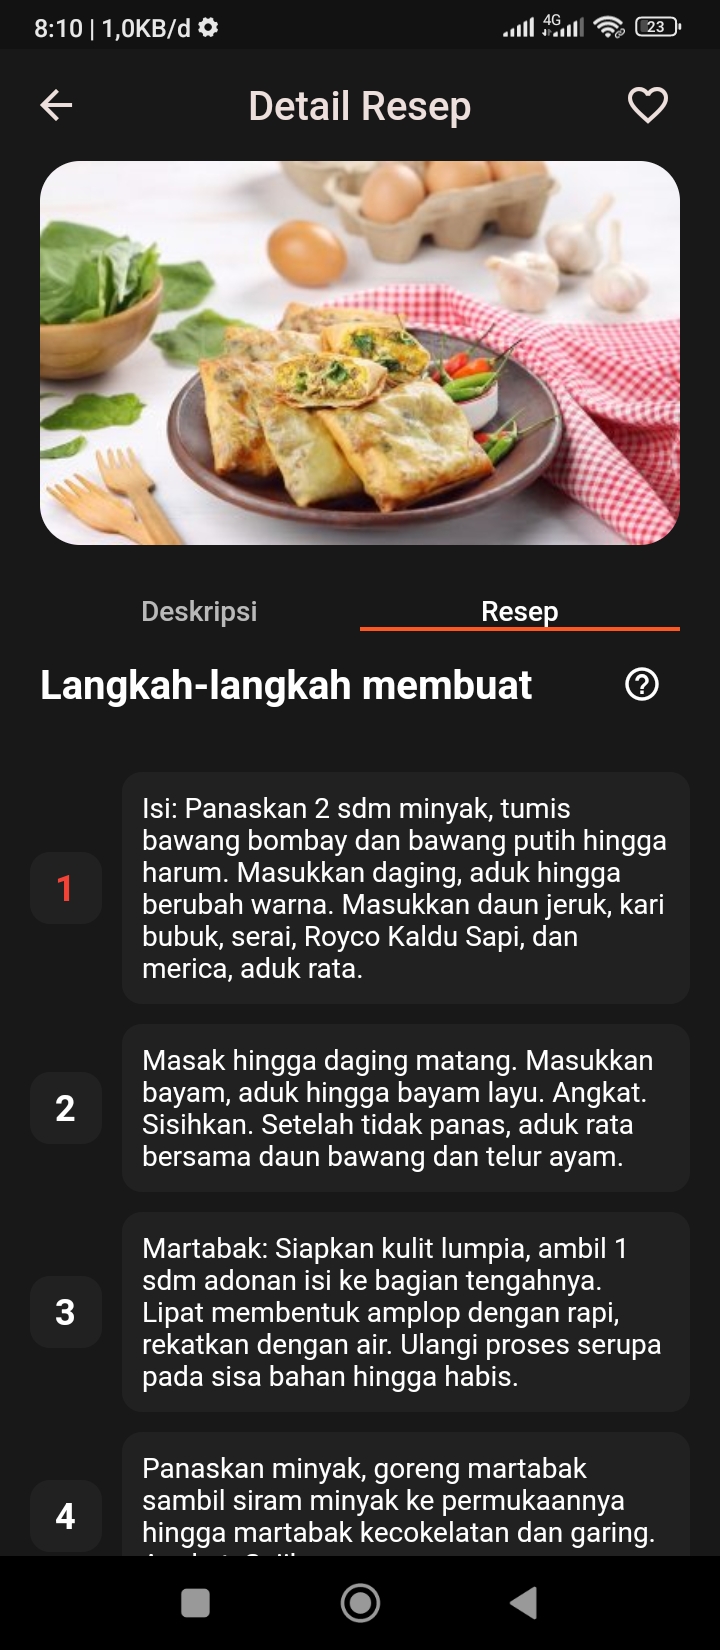 8:10 | 1,0KB/d
4G
23
Detail Resep
Deskripsi
Resep
Langkah-langkah membuat
1
Isi: Panaskan 2 sdm minyak, tumis
bawang bombay dan bawang putih hingga
harum. Masukkan daging, aduk hingga
berubah warna. Masukkan daun jeruk, kari
bubuk, serai, Royco Kaldu Sapi, dan
merica, aduk rata.
2
Masak hingga daging matang. Masukkan
bayam, aduk hingga bayam layu. Angkat.
Sisihkan. Setelah tidak panas, aduk rata
bersama daun bawang dan telur ayam.
3
Martabak: Siapkan kulit lumpia, ambil 1
sdm adonan isi ke bagian tengahnya.
Lipat membentuk amplop dengan rapi,
rekatkan dengan air. Ulangi proses serupa
pada sisa bahan hingga habis.
4
Panaskan minyak, goreng martabak
sambil siram minyak ke permukaannya
hingga martabak kecokelatan dan garing.